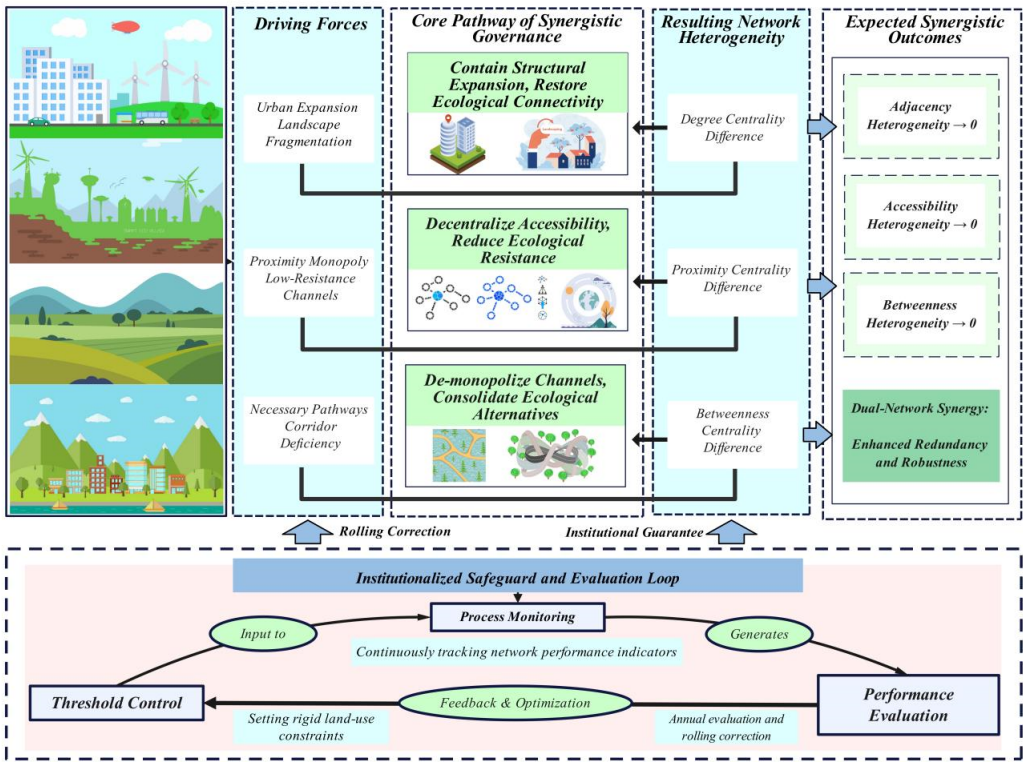 Driving Forces
Core Pathway of Synergistic
Governance
Resulting Network
Heterogeneity
Expected Synergistic
Outcomes
Urban Expansion
Landscape
Fragmentation
Contain Structural
Expansion, Restore
Ecological Connectivity
Degree Centrality
Difference
Adjacency
Heterogeneity → 0
Proximity Monopoly
Low-Resistance
Channels
Decentralize Accessibility,
Reduce Ecological
Resistance
Proximity Centrality
Difference
Accessibility
Heterogeneity → 0
Necessary Pathways
Corridor
Deficiency
De-monopolize Channels,
Consolidate Ecological
Alternatives
Betweenness
Centrality
Difference
Betweenness
Heterogeneity → 0
Dual-Network Synergy:
Enhanced Redundancy
and Robustness
Rolling Correction
Institutional Guarantee
Institutionalized Safeguard and Evaluation Loop
Process Monitoring
Input to
Generates
Continuously tracking network performance indicators
Threshold Control
Feedback & Optimization
Performance
Evaluation
Setting rigid land-use
constraints
Annual evaluation and
rolling correction